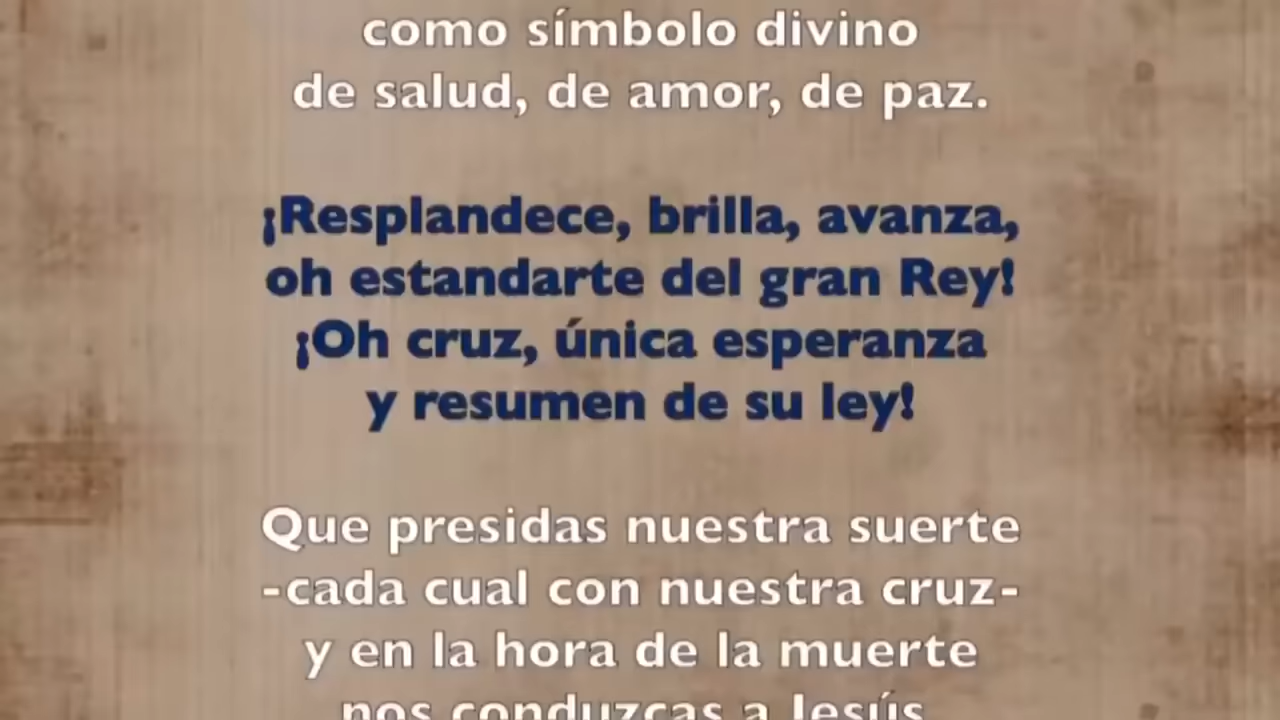 como símbolo divino
de salud, de amor, de paz.
¡Resplandece, brilla, avanza,
oh estandarte del gran Rey!
¡Oh cruz, única esperanza
y resumen de su ley!
Que presidas nuestra suerte
-cada cual con nuestra cruz-
y en la hora de la muerte
nos conduzcas a Jesús